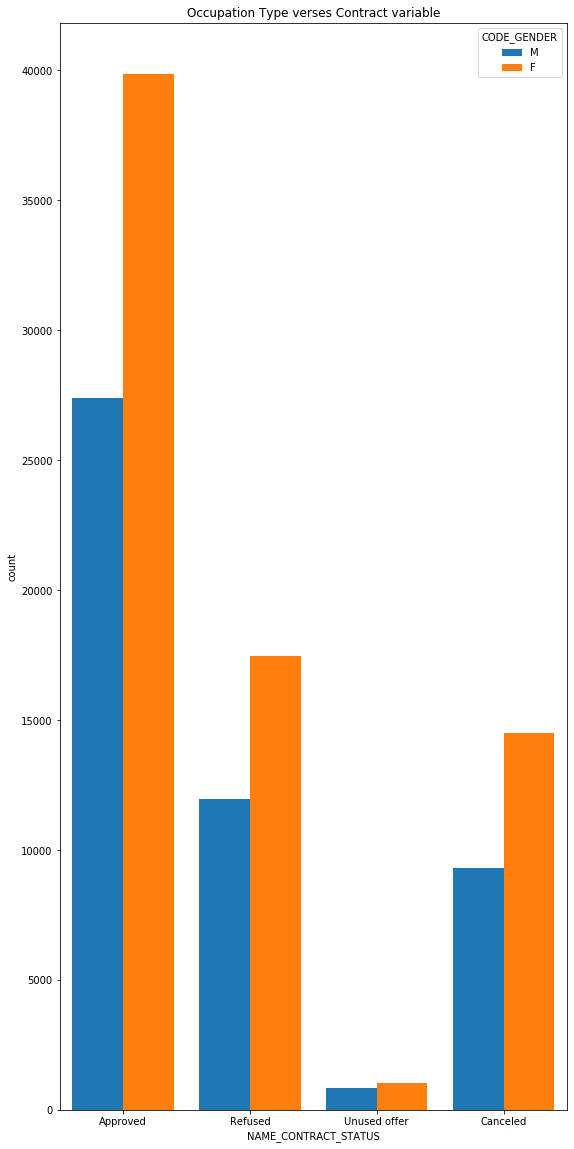 Occupation Type verses Contract variable
CODE_GENDER
M
F
40000
35000
30000
25000
20000
15000
10000
5000
0
count
Approved
Refused
Unused offer
Canceled
NAME_CONTRACT_STATUS